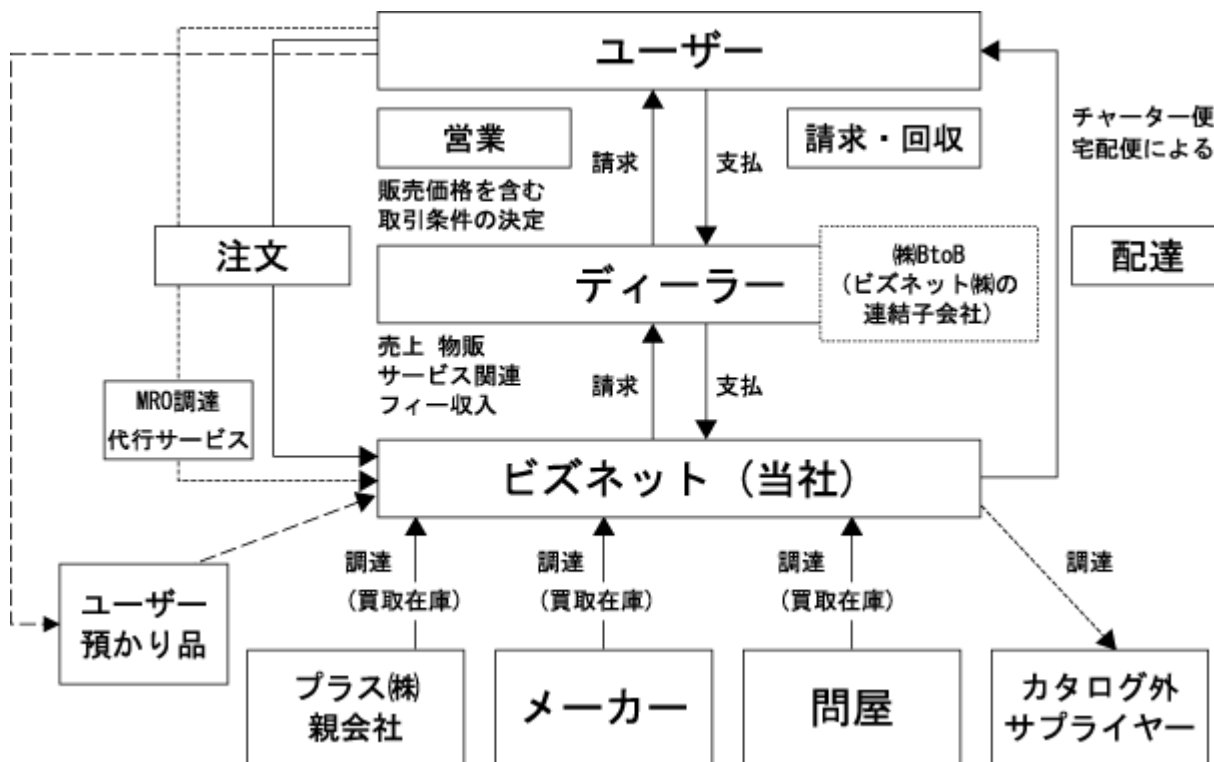 ユーザー
営業
請求・回収
チャーター便
宅配便による
請求
支払
販売価格を含む
取引条件の決定
注文
ディーラー
㈱BtoB
(ビズネット㈱の
連結子会社)
配達
売上 物販
サービス関連
フィー収入
請求
支払
MRO調達
代行サービス
ビズネット(当社)
調達
(買取在庫)
調達
(買取在庫)
調達
(買取在庫)
調達
ユーザー
預かり品
プラス㈱
親会社
メーカー
問屋
カタログ外
サプライヤー